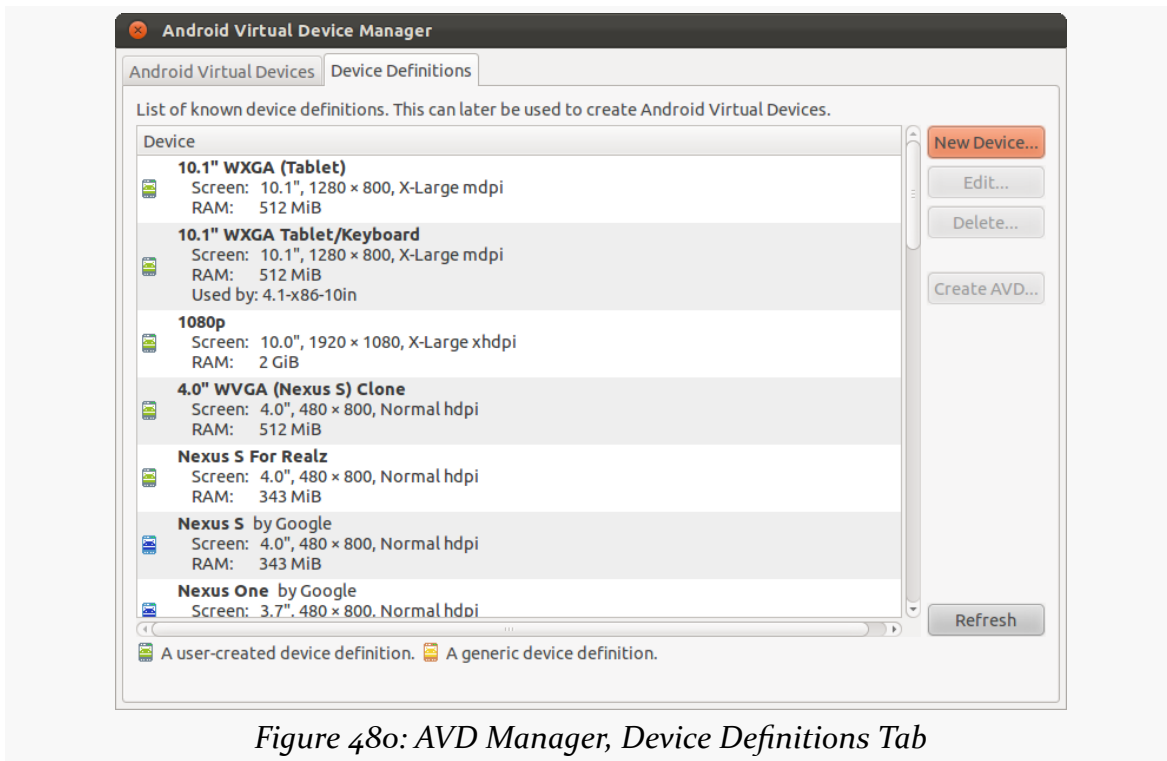 Android Virtual Device Manager
Android Virtual Devices
Device Definitions
List of known device definitions. This can later be used to create Android Virtual Devices.
Device
10.1" WXGA (Tablet)
Screen: 10.1", 1280 × 800, X-Large mdpi
RAM: 512 MiB
10.1" WXGA Tablet/Keyboard
Screen: 10.1", 1280 × 800, X-Large mdpi
RAM: 512 MiB
Used by: 4.1-x86-10in
1080p
Screen: 10.0", 1920 × 1080, X-Large xhdpi
RAM: 2 GiB
4.0" WVGA (Nexus S) Clone
Screen: 4.0", 480 × 800, Normal hdpi
RAM: 512 MiB
Nexus S For Realz
Screen: 4.0", 480 × 800, Normal hdpi
RAM: 343 MiB
Nexus S by Google
Screen: 4.0", 480 × 800, Normal hdpi
RAM: 343 MiB
Nexus One by Google
Screen: 3.7", 480 × 800, Normal hdpi
New Device...
Edit...
Delete...
Create AVD...
Refresh
A user-created device definition.
A generic device definition.
Figure 480: AVD Manager, Device Definitions Tab